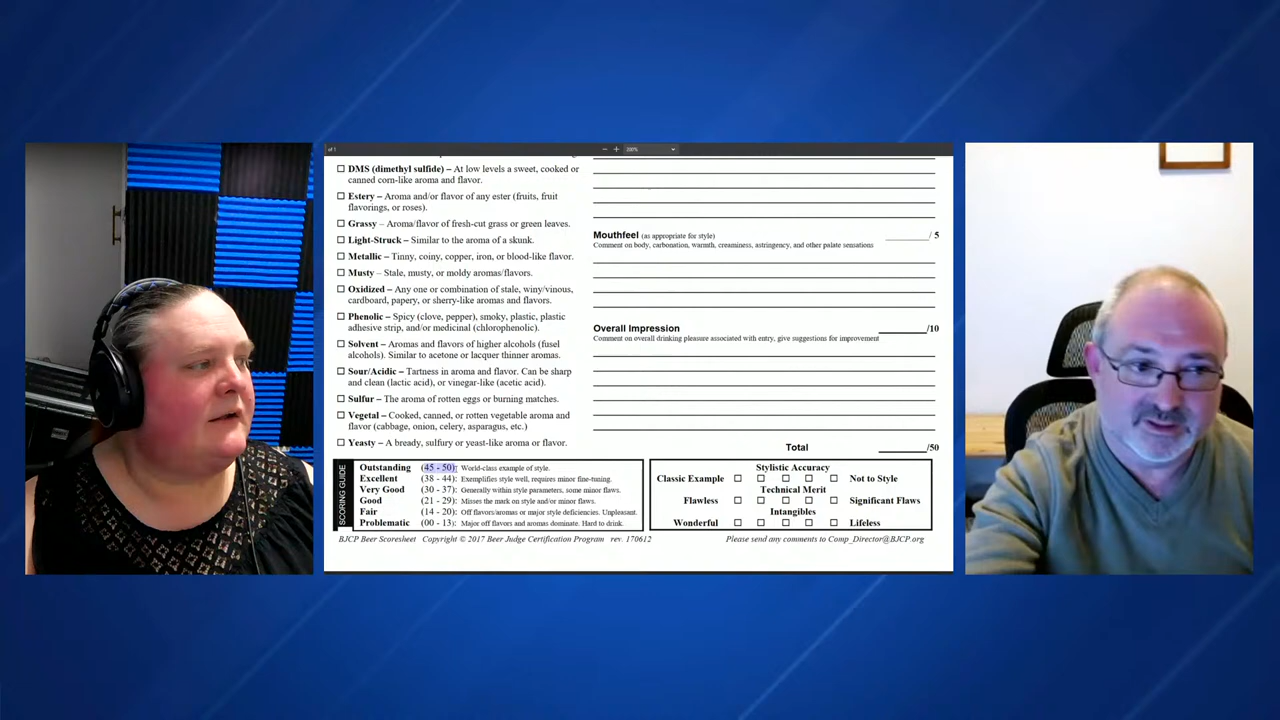 of 1
200%
DMS (dimethyl sulfide) – At low levels a sweet, cooked or
canned corn-like aroma and flavor.
Estery – Aroma and/or flavor of any ester (fruits, fruit
flavorings, or roses).
Grassy – Aroma/flavor of fresh-cut grass or green leaves.
Light-Struck – Similar to the aroma of a skunk.
Metallic – Tinny, coiny, copper, iron, or blood-like flavor.
Musty – Stale, musty, or moldy aromas/flavors.
Oxidized – Any one or combination of stale, winy/vinous,
cardboard, papery, or sherry-like aromas and flavors.
Phenolic – Spicy (clove, pepper), smoky, plastic, plastic
adhesive strip, and/or medicinal (chlorophenolic).
Solvent – Aromas and flavors of higher alcohols (fusel
alcohols). Similar to acetone or lacquer thinner aromas.
Sour/Acidic – Tartness in aroma and flavor. Can be sharp
and clean (lactic acid), or vinegar-like (acetic acid).
Sulfur – The aroma of rotten eggs or burning matches.
Vegetal – Cooked, canned, or rotten vegetable aroma and
flavor (cabbage, onion, celery, asparagus, etc.)
Yeasty – A bready, sulfury or yeast-like aroma or flavor.
Mouthfeel (as appropriate for style) / 5
Comment on body, carbonation, warmth, creaminess, astringency, and other palate sensations
Overall Impression /10
Comment on overall drinking pleasure associated with entry, give suggestions for improvement
Total /50
SCORING GUIDE
Outstanding (45 - 50): World-class example of style.
Excellent (38 - 44): Exemplifies style well, requires minor fine-tuning.
Very Good (30 - 37): Generally within style parameters, some minor flaws.
Good (21 - 29): Misses the mark on style and/or minor flaws.
Fair (14 - 20): Off flavors/aromas or major style deficiencies. Unpleasant.
Problematic (00 - 13): Major off flavors and aromas dominate. Hard to drink.
Stylistic Accuracy
Classic Example Not to Style
Technical Merit
Flawless Significant Flaws
Intangibles
Wonderful Lifeless
BJCP Beer Scoresheet Copyright © 2017 Beer Judge Certification Program rev. 170612
Please send any comments to Comp_Director@BJCP.org